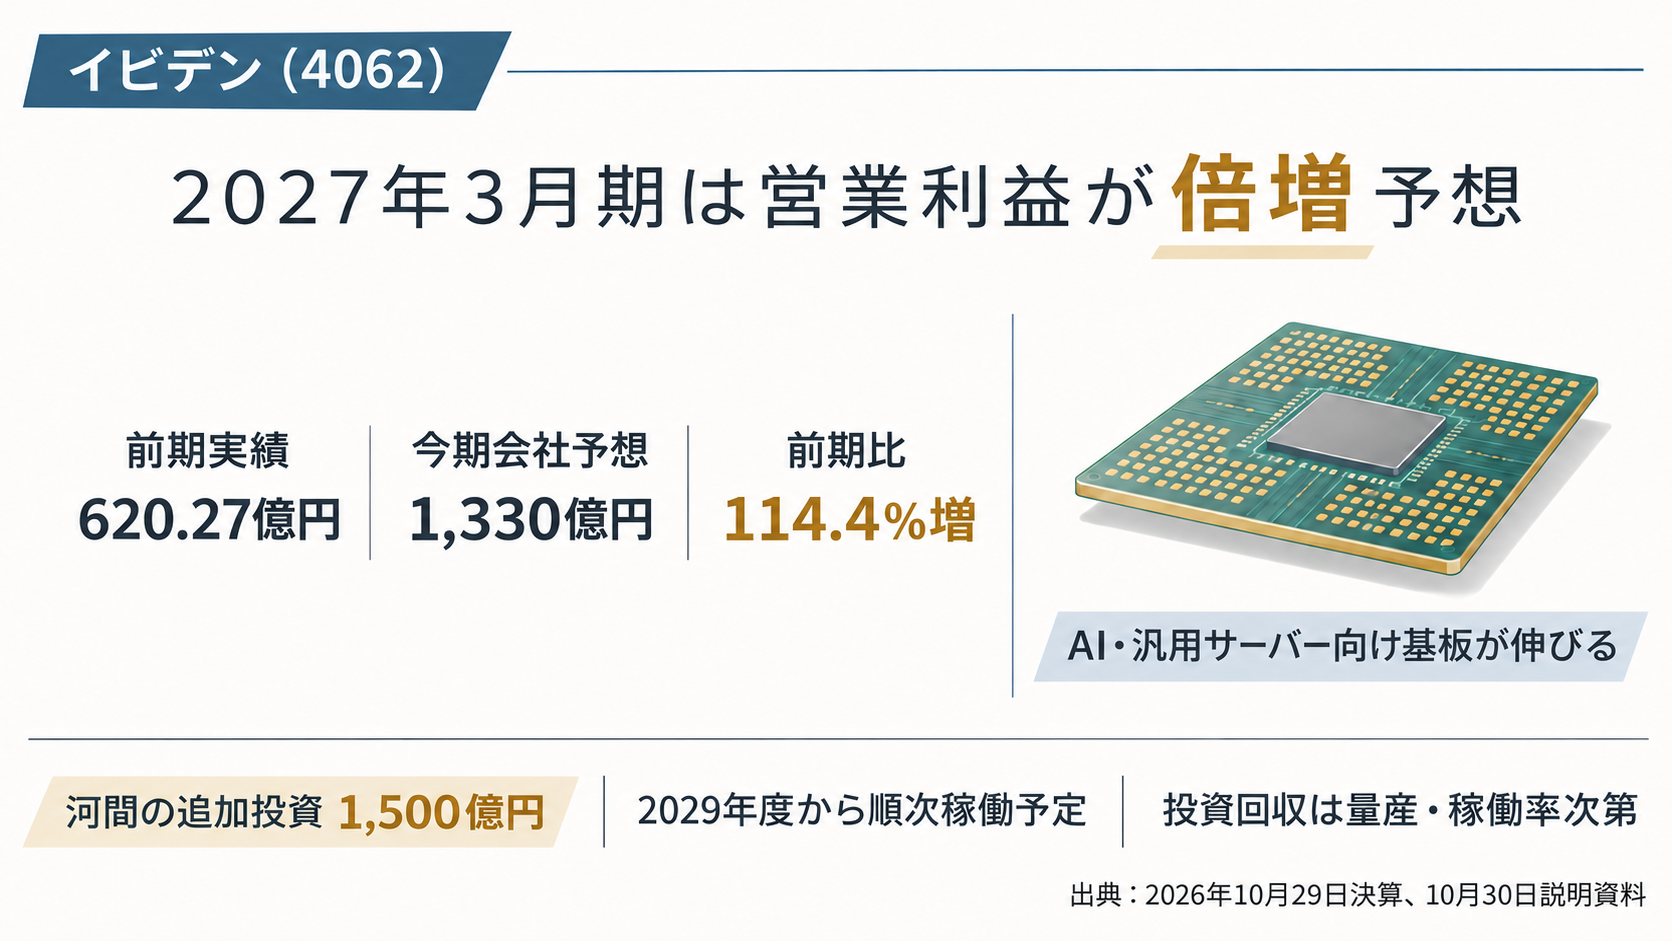 イビデン（4062）
2027年3月期は営業利益が倍増予想
前期実績
620.27億円
今期会社予想
1,330億円
前期比
114.4%増
AI・汎用サーバー向け基板が伸びる
河間の追加投資 1,500億円
2029年度から順次稼働予定
投資回収は量産・稼働率次第
出典：2026年10月29日決算、10月30日説明資料